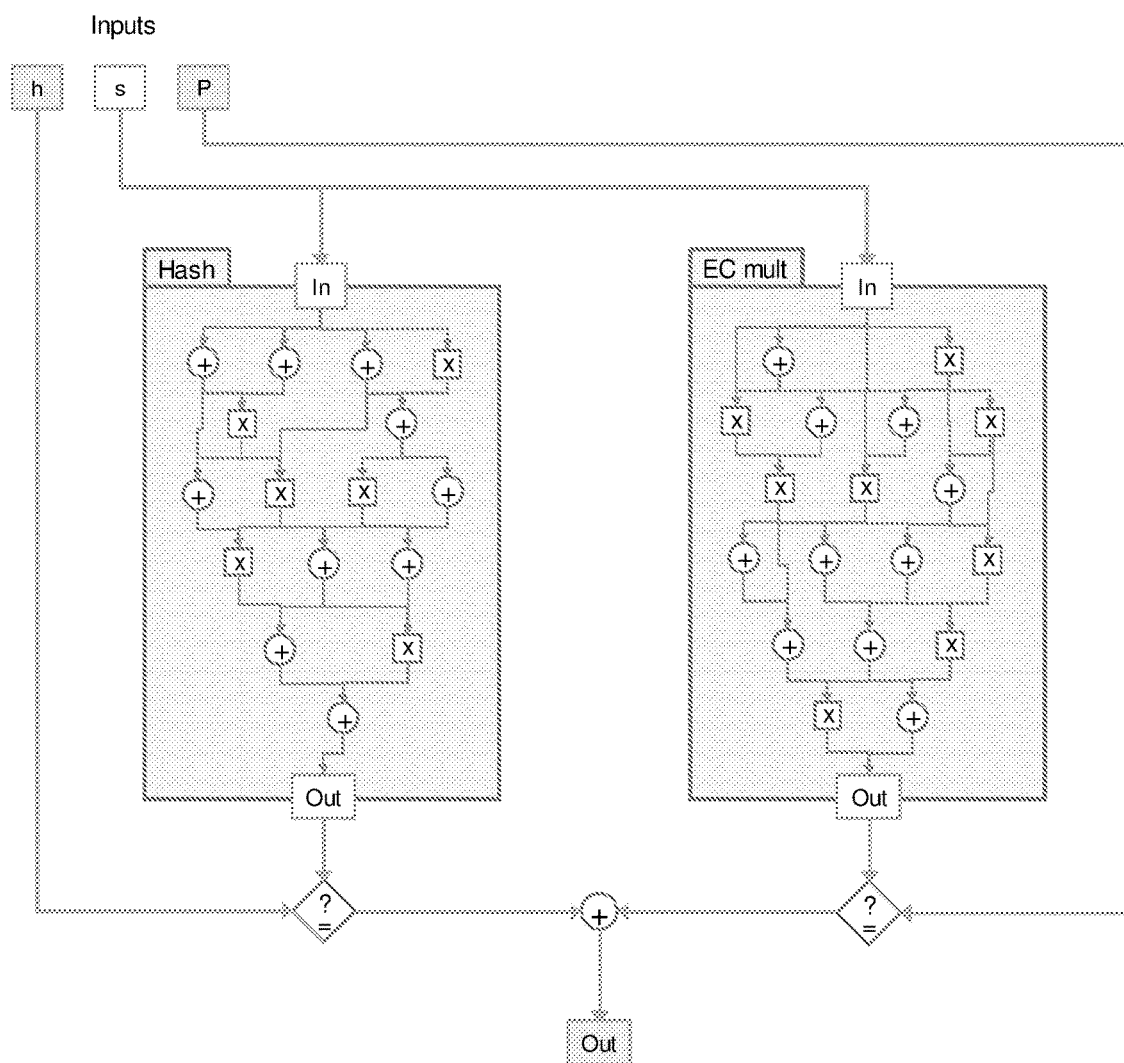 Inputs
h s P
Hash EC mult
In In
+ + + x + x
x + x + + x
+ x x + x x +
x + + + + + x
+ x + + x
+ x +
Out Out
? = + ? =
Out